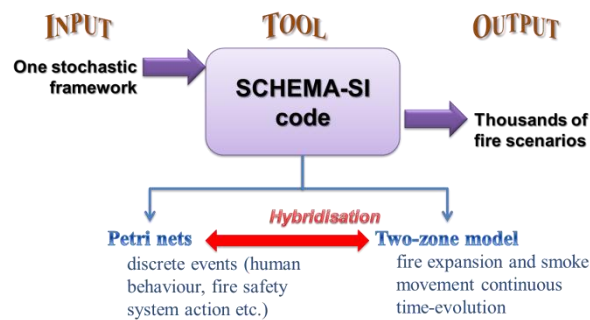 INPUT
TOOL
OUTPUT
One stochastic
framework
SCHEMA-SI
code
Thousands of
fire scenarios
Hybridisation
Petri nets
discrete events (human
behaviour, fire safety
system action etc.)
Two-zone model
fire expansion and smoke
movement continuous
time-evolution